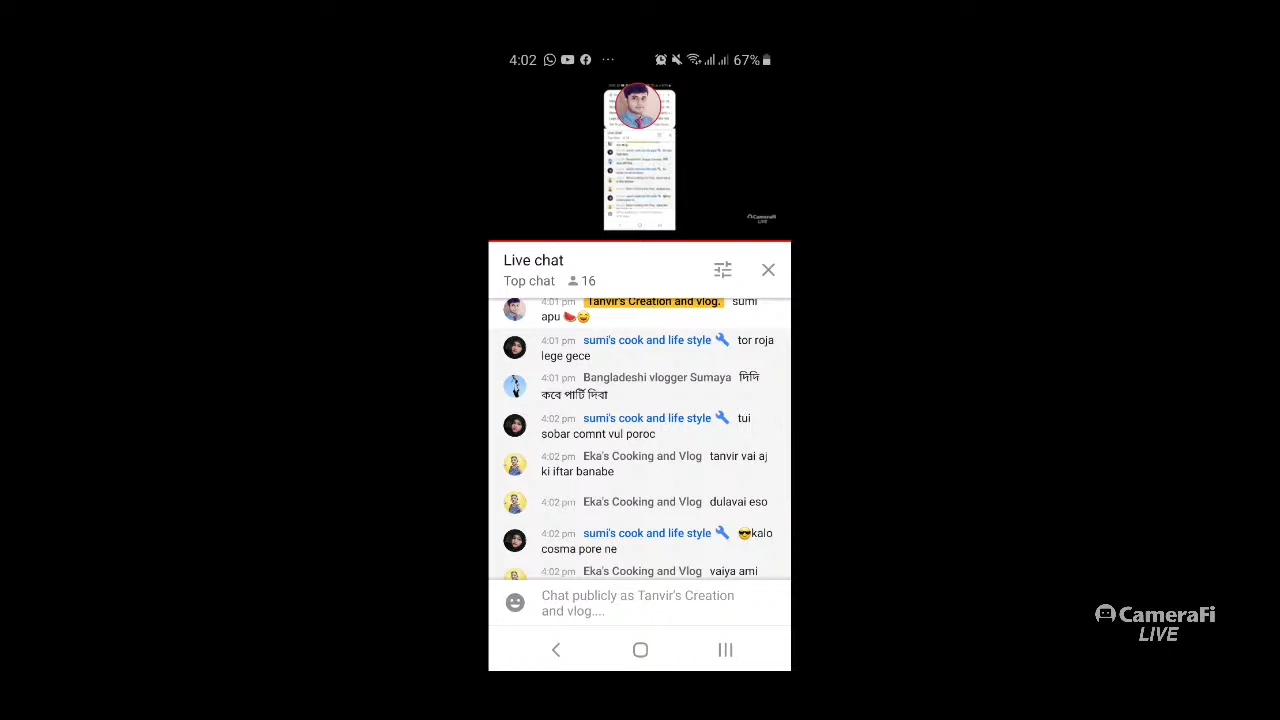 4:02 ... 67%
Live chat
Top chat 16
4:01 pm Tanvir's Creation and vlog. sumi
apu 🍉😅
4:01 pm sumi's cook and life style tor roja
lege gece
4:01 pm Bangladeshi vlogger Sumaya দিদি
কবে পার্টি দিবা
4:02 pm sumi's cook and life style tui
sobar comnt vul poroc
4:02 pm Eka's Cooking and Vlog tanvir vai aj
ki iftar banabe
4:02 pm Eka's Cooking and Vlog dulavai eso
4:02 pm sumi's cook and life style 😎kalo
cosma pore ne
4:02 pm Eka's Cooking and Vlog vaiya ami
Chat publicly as Tanvir's Creation
and vlog....
CameraFi
LIVE
CameraFi
LIVE